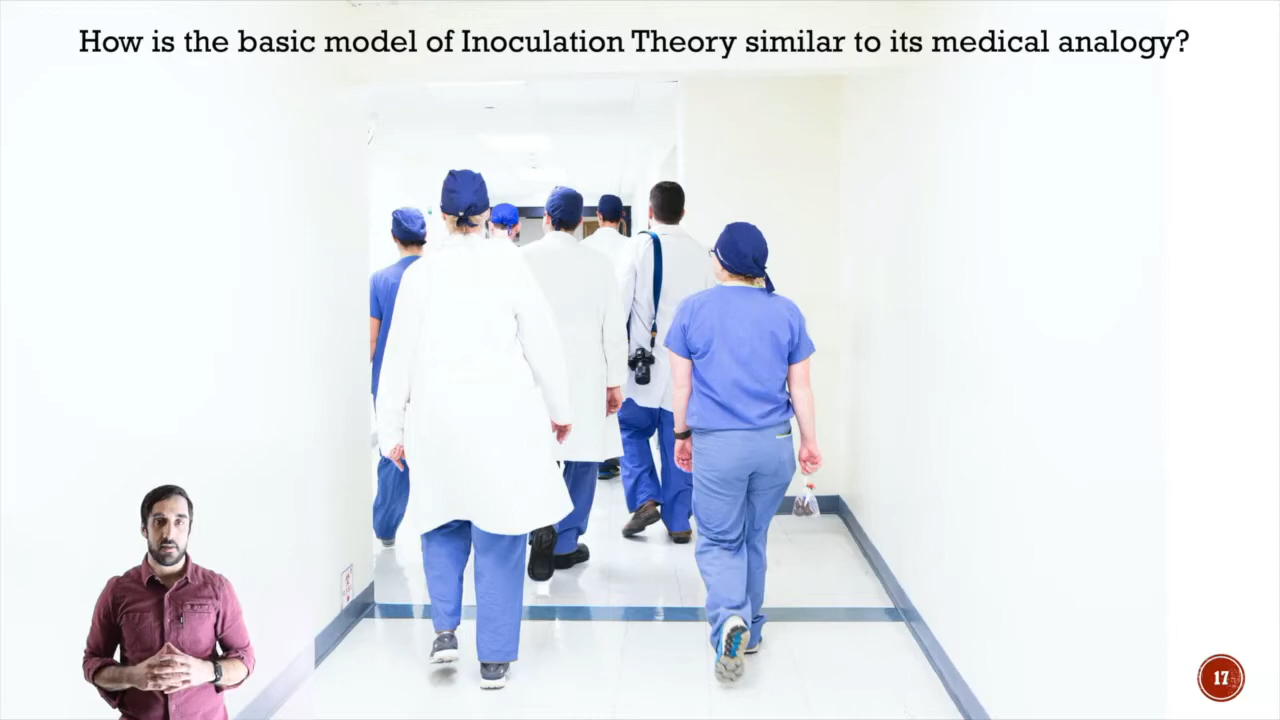 How is the basic model of Inoculation Theory similar to its medical analogy?
17